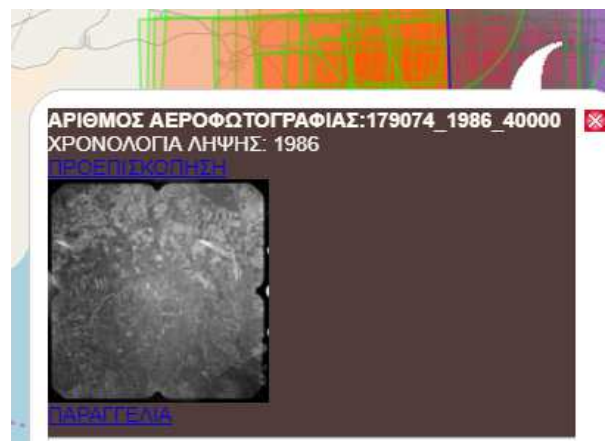 ΑΡΙΘΜΟΣ ΑΕΡΟΦΩΤΟΓΡΑΦΙΑΣ:179074_1986_40000
ΧΡΟΝΟΛΟΓΙΑ ΛΗΨΗΣ: 1986
ΠΡΟΕΠΙΣΚΟΠΗΣΗ
ΠΑΡΑΓΓΕΛΙΑ